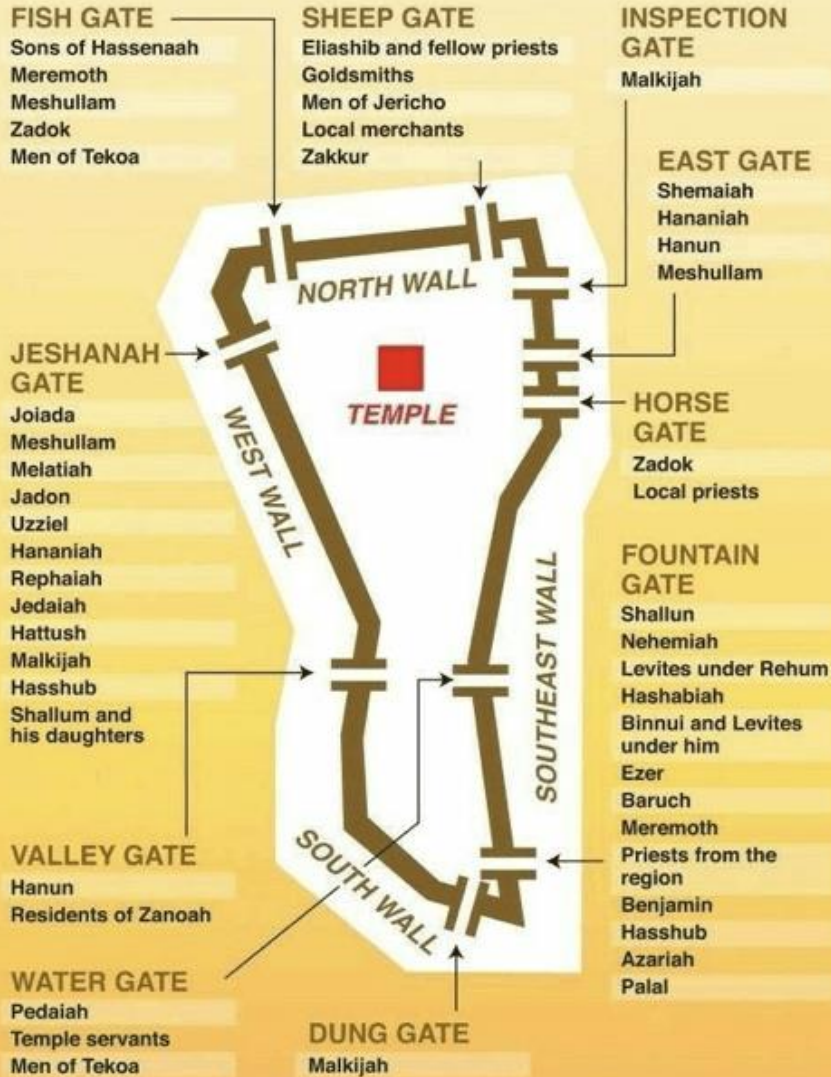 FISH GATE
Sons of Hassenaah
Meremoth
Meshullam
Zadok
Men of Tekoa
SHEEP GATE
Eliashib and fellow priests
Goldsmiths
Men of Jericho
Local merchants
Zakkur
INSPECTION
GATE
Malkijah
EAST GATE
Shemaiah
Hananiah
Hanun
Meshullam
NORTH WALL
TEMPLE
JESHANAH
GATE
Joiada
Meshullam
Melatiah
Jadon
Uzziel
Hananiah
Rephaiah
Jedaiah
Hattush
Malkijah
Hasshub
Shallum and
his daughters
WEST WALL
HORSE
GATE
Zadok
Local priests
SOUTHEAST WALL
FOUNTAIN
GATE
Shallun
Nehemiah
Levites under Rehum
Hashabiah
Binnui and Levites
under him
Ezer
Baruch
Meremoth
Priests from the
region
Benjamin
Hasshub
Azariah
Palal
VALLEY GATE
Hanun
Residents of Zanoah
SOUTH WALL
WATER GATE
Pedaiah
Temple servants
Men of Tekoa
DUNG GATE
Malkijah